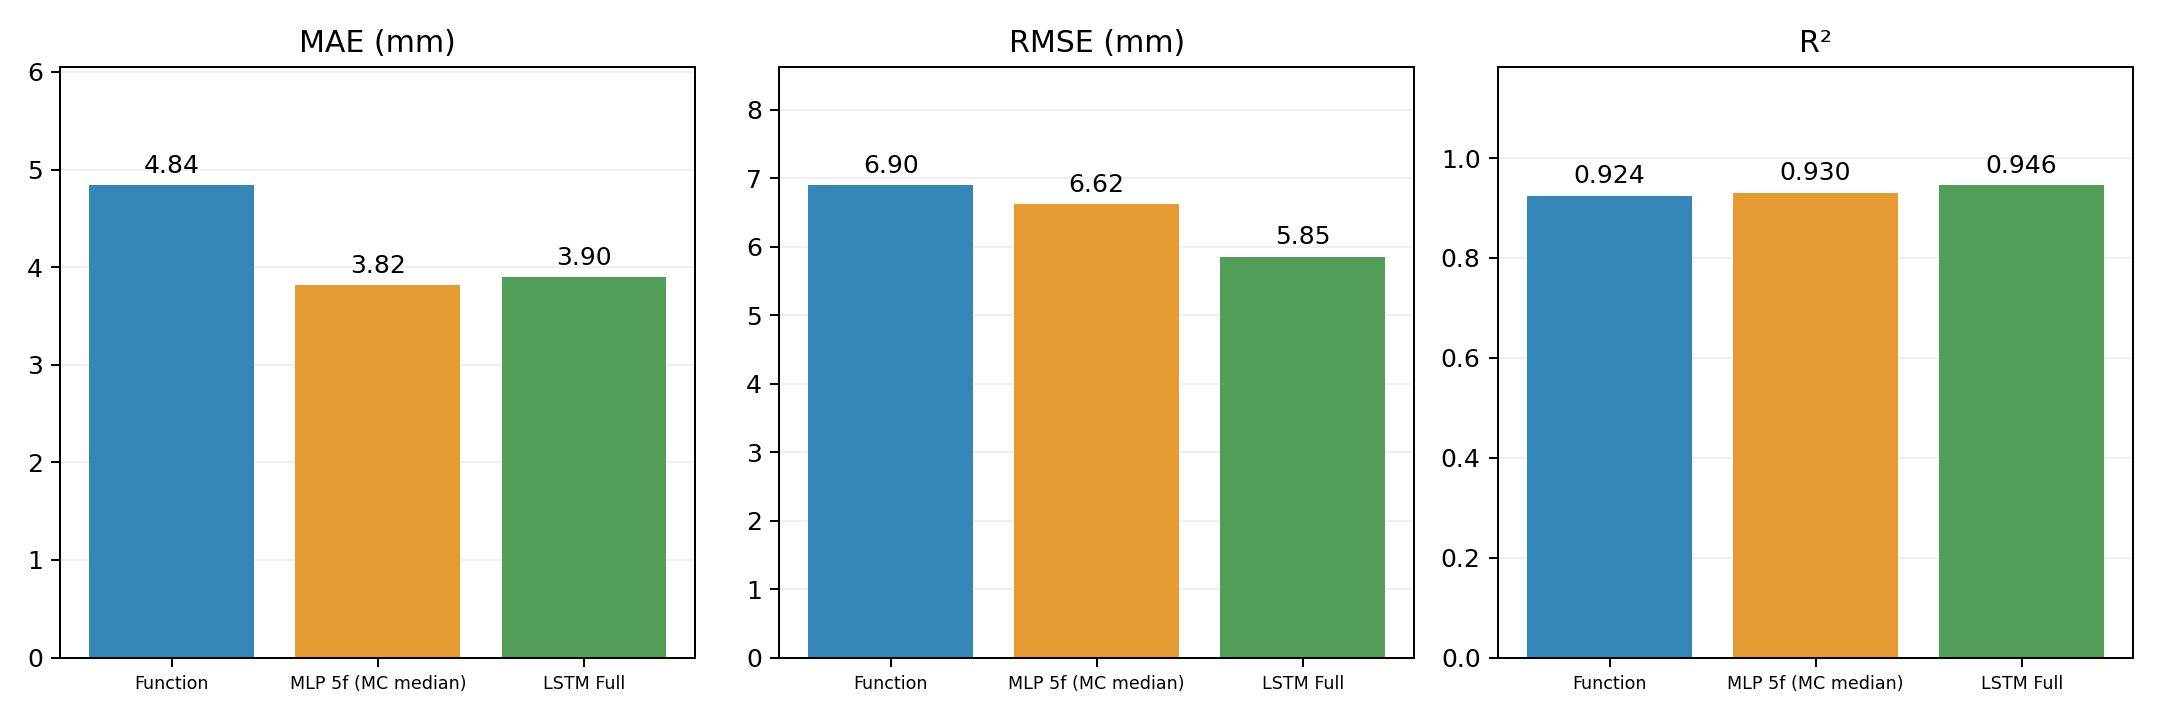 MAE (mm)
6
5
4
3
2
1
0
4.84
3.82
3.90
Function
MLP 5f (MC median)
LSTM Full
RMSE (mm)
8
7
6
5
4
3
2
1
0
6.90
6.62
5.85
Function
MLP 5f (MC median)
LSTM Full
R²
1.0
0.8
0.6
0.4
0.2
0.0
0.924
0.930
0.946
Function
MLP 5f (MC median)
LSTM Full